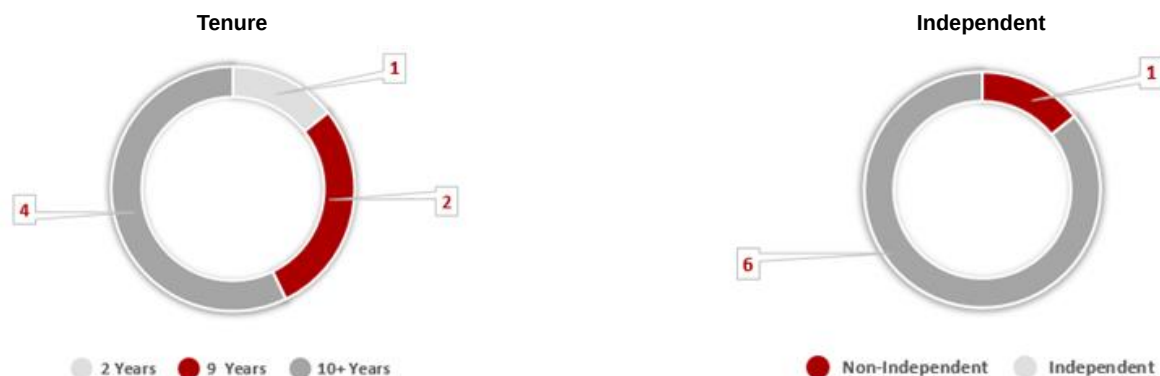 Tenure
1
2
4
2 Years 9 Years 10+ Years
Independent
1
6
Non-Independent Independent